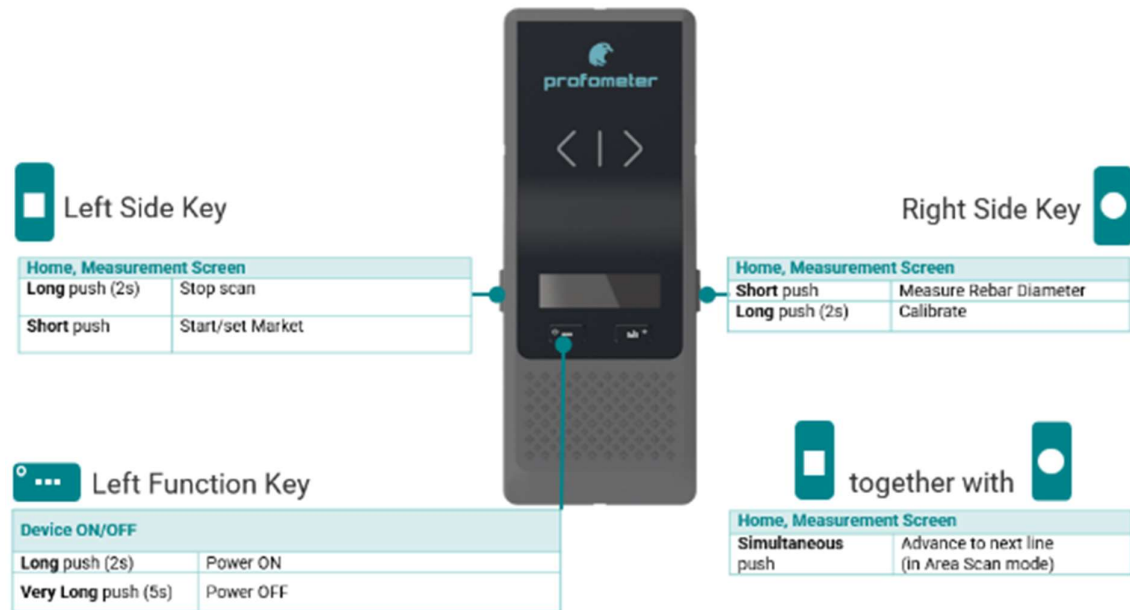 profometer
Left Side Key
Home, Measurement Screen
Long push (2s) Stop scan
Short push Start/set Market
Right Side Key
Home, Measurement Screen
Short push Measure Rebar Diameter
Long push (2s) Calibrate
Left Function Key
Device ON/OFF
Long push (2s) Power ON
Very Long push (5s) Power OFF
together with
Home, Measurement Screen
Simultaneous push Advance to next line
(in Area Scan mode)